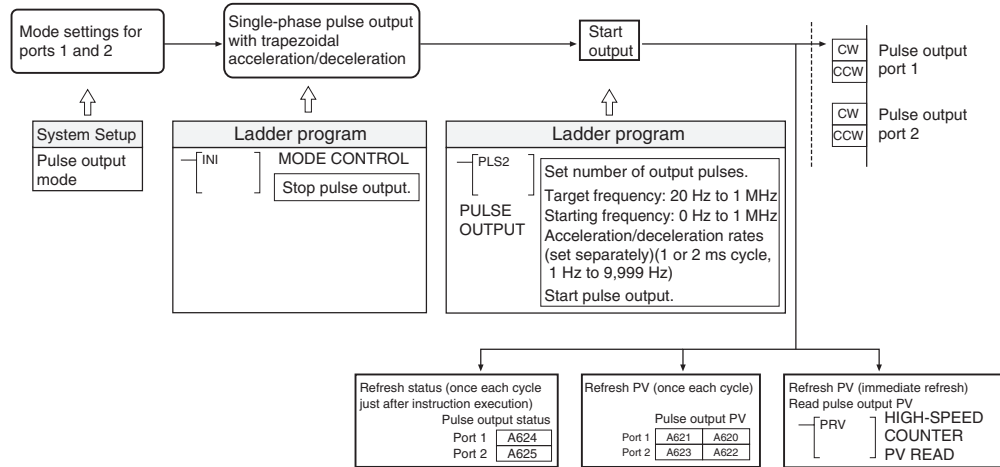 Mode settings for
ports 1 and 2
Single-phase pulse output
with trapezoidal
acceleration/deceleration
Start
output
CW
CCW
Pulse output
port 1
CW
CCW
Pulse output
port 2
System Setup
Pulse output
mode
Ladder program
INI
MODE CONTROL
Stop pulse output.
Ladder program
PLS2
PULSE
OUTPUT
Set number of output pulses.
Target frequency: 20 Hz to 1 MHz
Starting frequency: 0 Hz to 1 MHz
Acceleration/deceleration rates
(set separately)(1 or 2 ms cycle,
1 Hz to 9,999 Hz)
Start pulse output.
Refresh status (once each cycle
just after instruction execution)
Pulse output status
Port 1 A624
Port 2 A625
Refresh PV (once each cycle)
Pulse output PV
Port 1 A621 A620
Port 2 A623 A622
Refresh PV (immediate refresh)
Read pulse output PV
PRV
HIGH-SPEED
COUNTER
PV READ